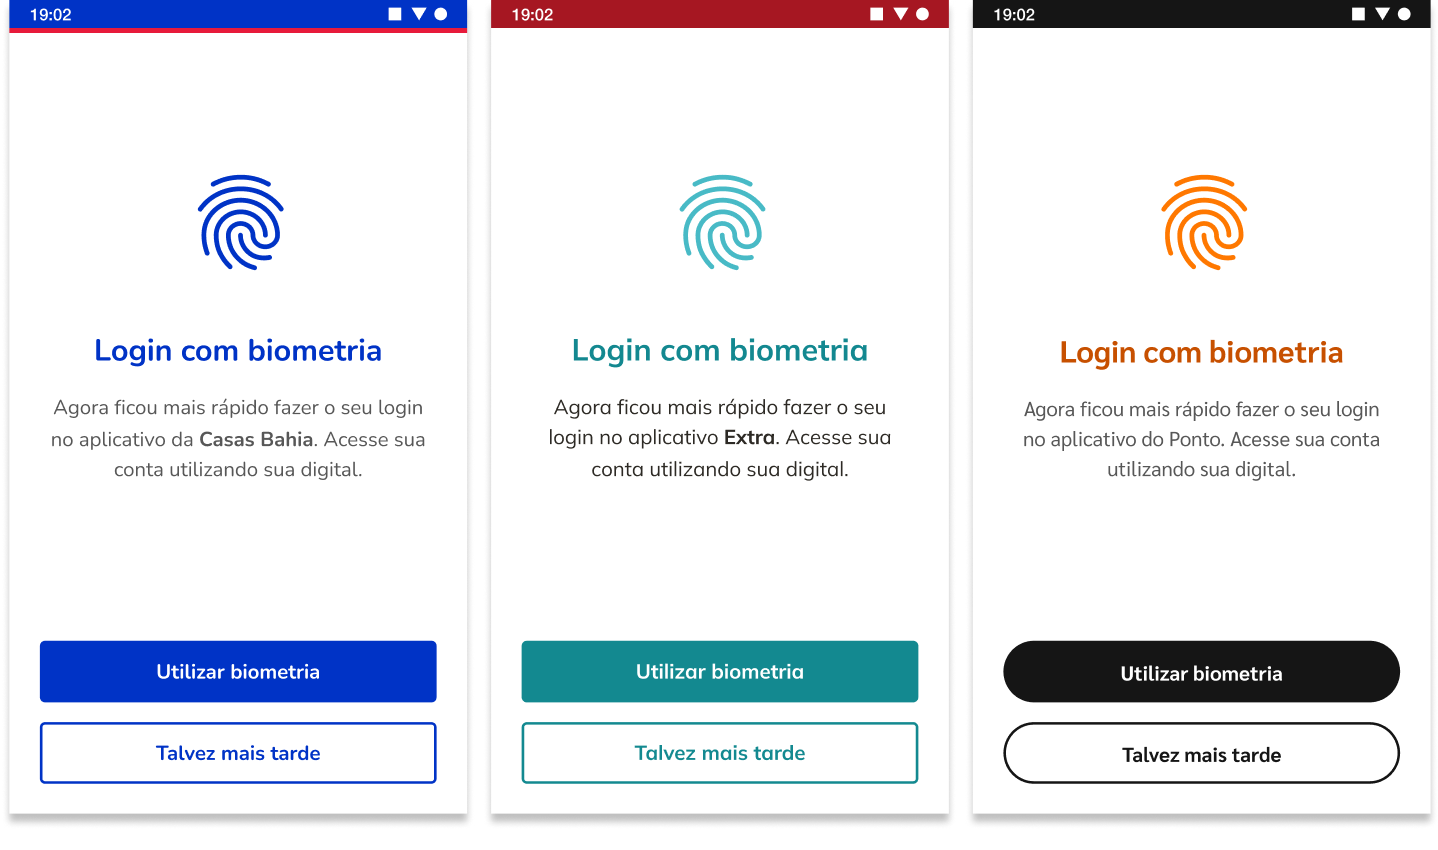 19:02
Login com biometria
Agora ficou mais rápido fazer o seu login
no aplicativo da Casas Bahia. Acesse sua
conta utilizando sua digital.
Utilizar biometria
Talvez mais tarde
19:02
Login com biometria
Agora ficou mais rápido fazer o seu
login no aplicativo Extra. Acesse sua
conta utilizando sua digital.
Utilizar biometria
Talvez mais tarde
19:02
Login com biometria
Agora ficou mais rápido fazer o seu login
no aplicativo do Ponto. Acesse sua conta
utilizando sua digital.
Utilizar biometria
Talvez mais tarde